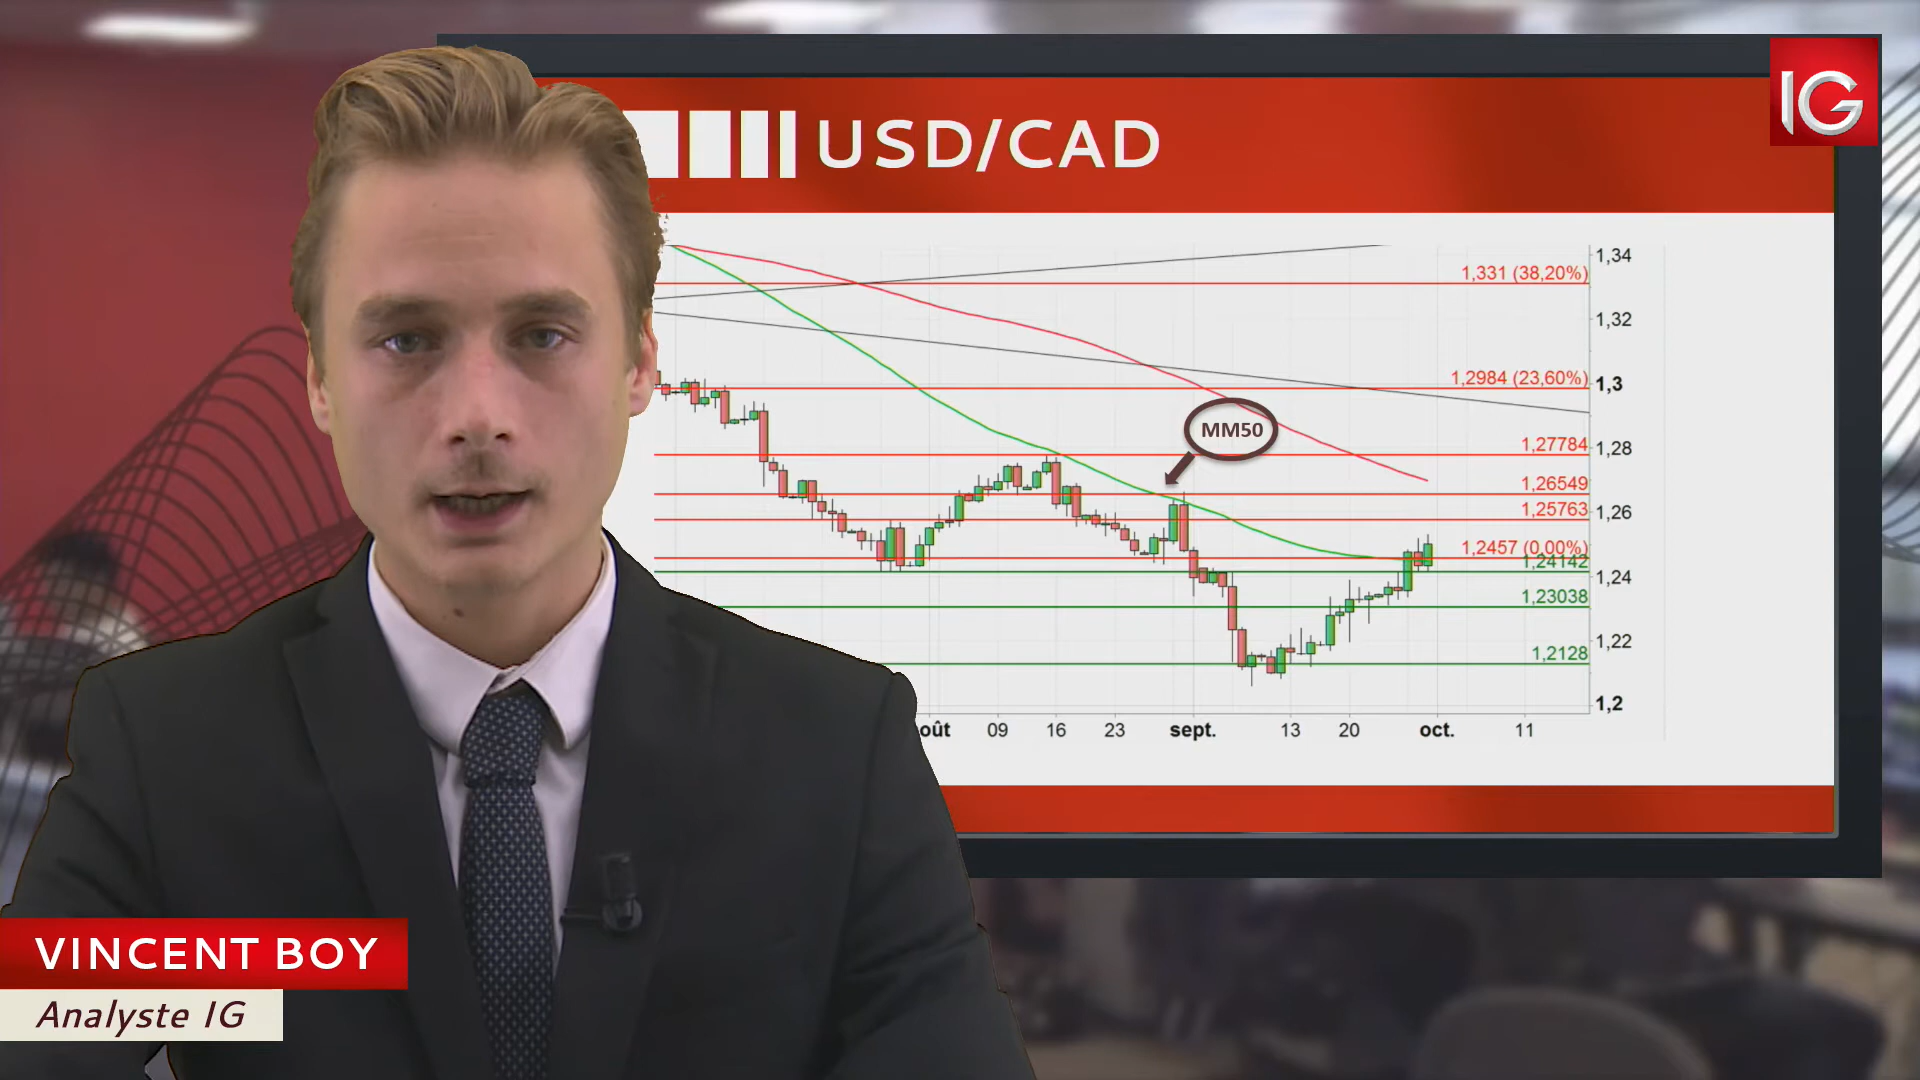 IG
USD/CAD
1,34
1,331 (38,20%)
1,32
1,2984 (23,60%)
1,3
MM50
1,27784
1,28
1,26549
1,25763
1,26
1,2457 (0,00%)
1,24142
1,24
1,23038
1,22
1,2128
1,2
oût 09 16 23 sept. 13 20 oct. 11
VINCENT BOY
Analyste IG